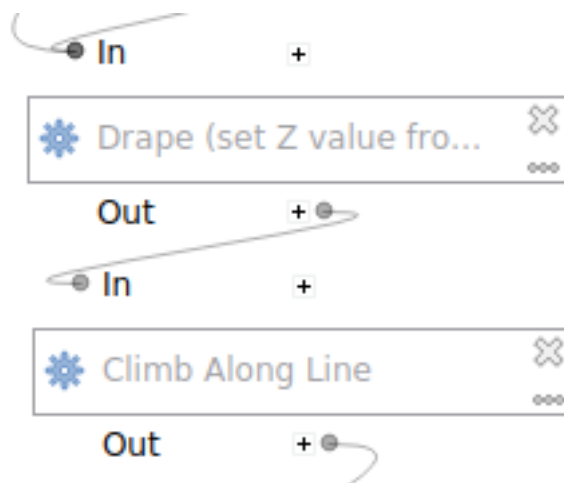 In
Drape (set Z value fro...
Out
In
Climb Along Line
Out